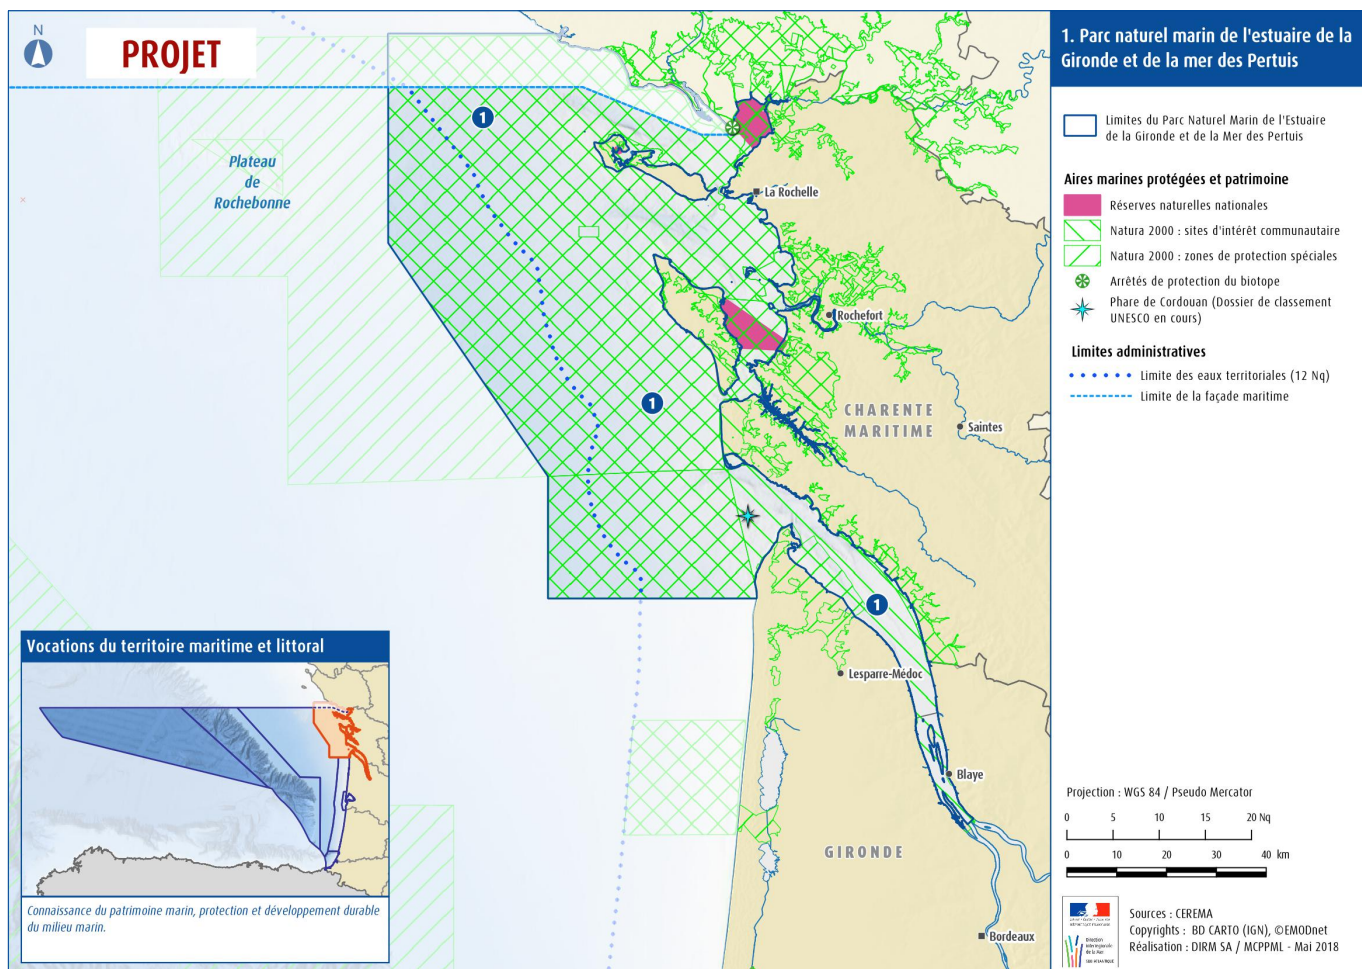 N
PROJET
1. Parc naturel marin de l'estuaire de la
Gironde et de la mer des Pertuis
Limites du Parc Naturel Marin de l'Estuaire
de la Gironde et de la Mer des Pertuis
Aires marines protégées et patrimoine
Réserves naturelles nationales
Natura 2000 : sites d'intérêt communautaire
Natura 2000 : zones de protection spéciales
Arrêtés de protection du biotope
Phare de Cordouan (Dossier de classement
UNESCO en cours)
Limites administratives
Limite des eaux territoriales (12 Nq)
Limite de la façade maritime
1
Plateau
de
Rochebonne
La Rochelle
Rochefort
1
CHARENTE
MARITIME
Saintes
1
Lesparre-Médoc
Blaye
GIRONDE
Bordeaux
Vocations du territoire maritime et littoral
Connaissance du patrimoine marin, protection et développement durable
du milieu marin.
Projection : WGS 84 / Pseudo Mercator
0 5 10 15 20 Nq
0 10 20 30 40 km
Direction
interrégionale
de la Mer
SUD-ATLANTIQUE
Sources : CEREMA
Copyrights : BD CARTO (IGN), ©EMODnet
Réalisation : DIRM SA / MCPPML - Mai 2018